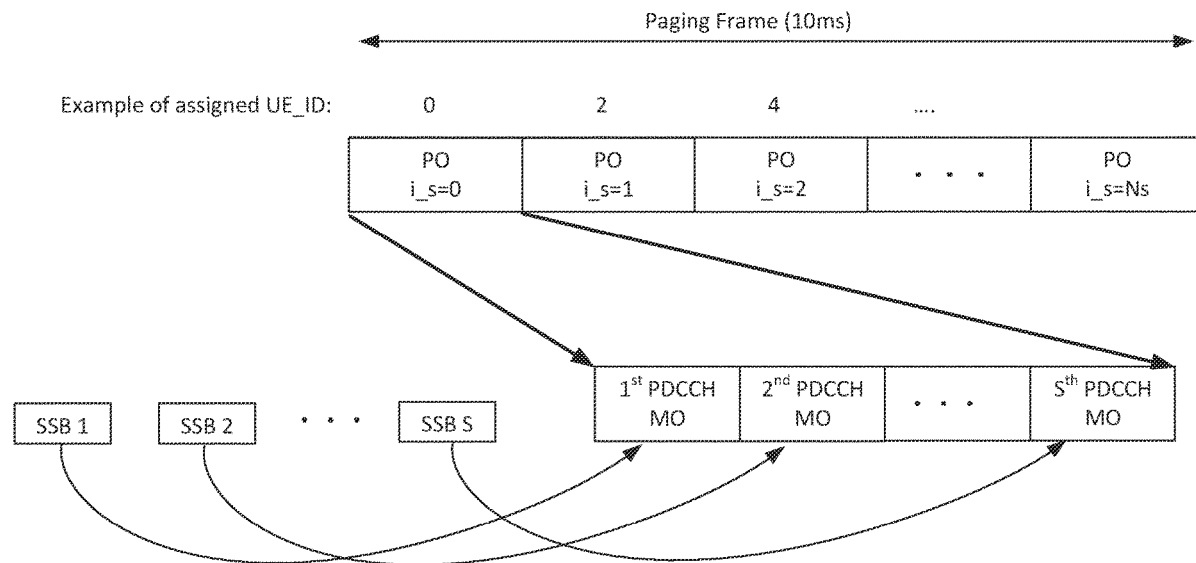 Paging Frame (10ms)
Example of assigned UE_ID: 0 2 4 ....
PO PO PO . . . PO
i_s=0 i_s=1 i_s=2 i_s=Ns
1st PDCCH 2nd PDCCH . . . Sth PDCCH
MO MO MO
SSB 1 SSB 2 . . . SSB S